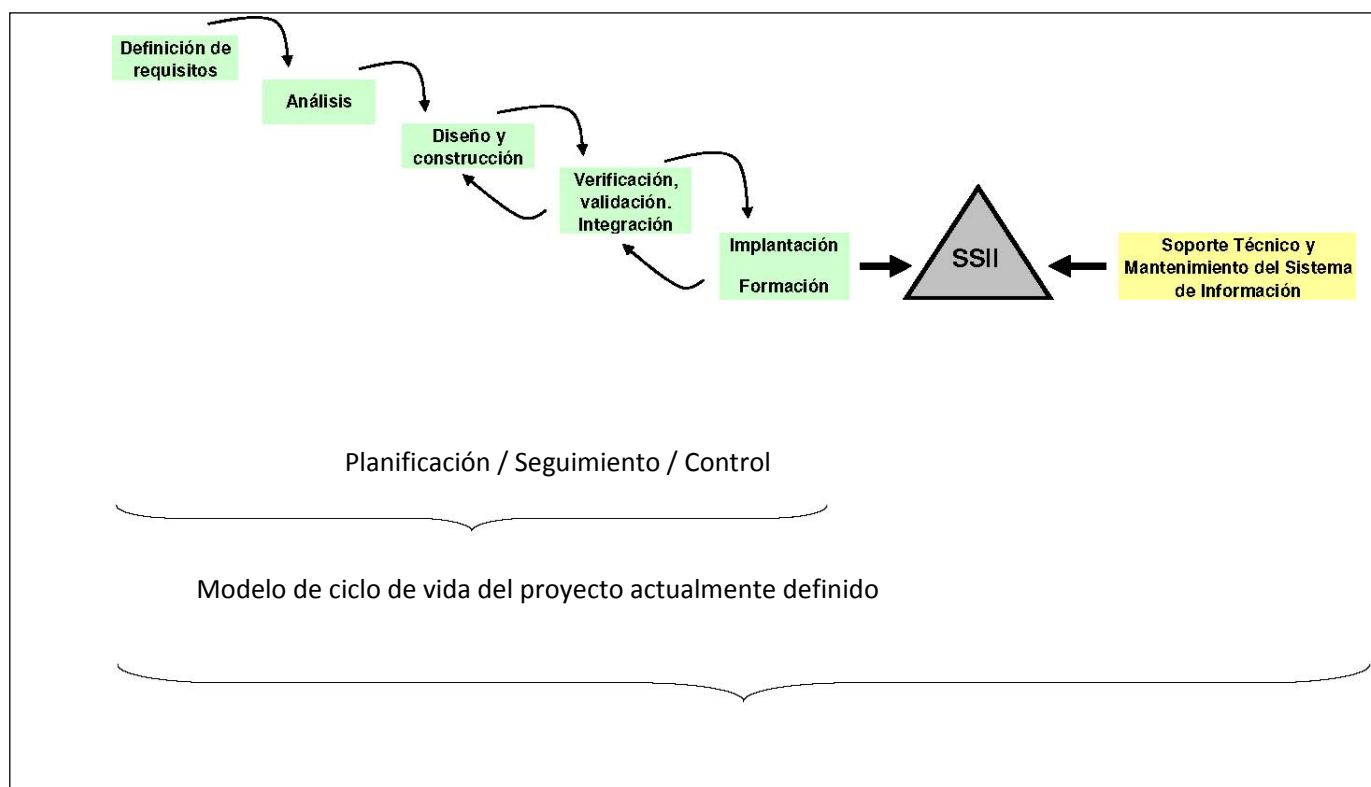 Definición de
requisitos
Análisis
Diseño y
construcción
Verificación,
validación.
Integración
Implantación
Formación
SSII
Soporte Técnico y
Mantenimiento del Sistema
de Información
Planificación / Seguimiento / Control
Modelo de ciclo de vida del proyecto actualmente definido